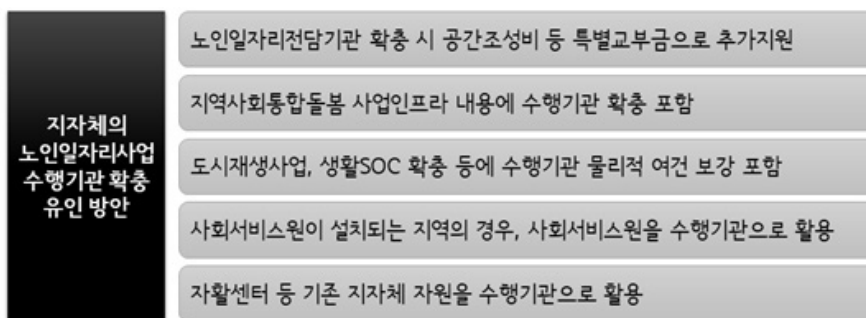 지자체의
노인일자리사업
수행기관 확충
유인 방안
노인일자리전담기관 확충 시 공간조성비 등 특별교부금으로 추가지원
지역사회통합돌봄 사업인프라 내용에 수행기관 확충 포함
도시재생사업, 생활SOC 확충 등에 수행기관 물리적 여건 보강 포함
사회서비스원이 설치되는 지역의 경우, 사회서비스원을 수행기관으로 활용
자활센터 등 기존 지자체 자원을 수행기관으로 활용